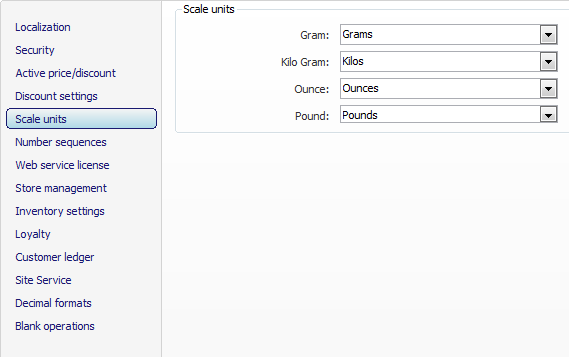 Localization
Security
Active price/discount
Discount settings
Scale units
Number sequences
Web service license
Store management
Inventory settings
Loyalty
Customer ledger
Site Service
Decimal formats
Blank operations
Scale units
Gram: Grams
Kilo Gram: Kilos
Ounce: Ounces
Pound: Pounds